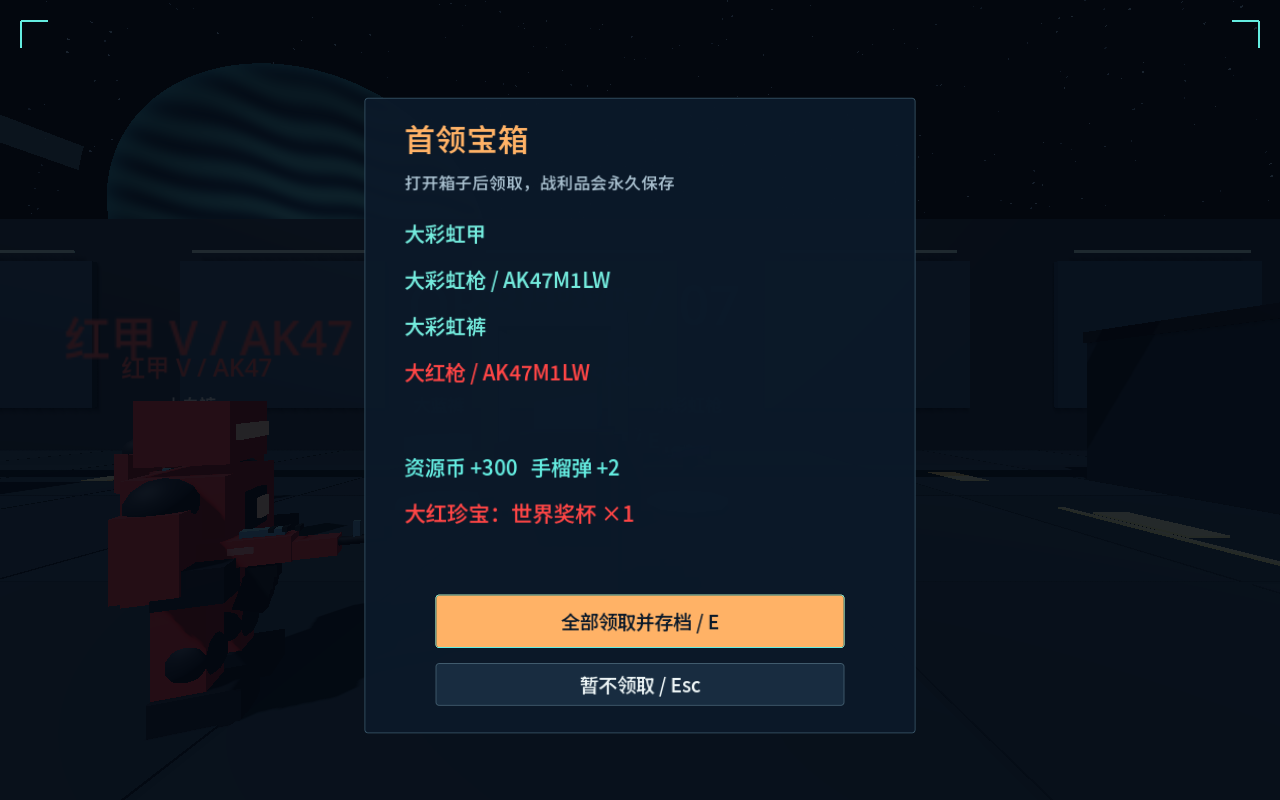 首领宝箱
打开箱子后领取，战利品会永久保存
大彩虹甲
大彩虹枪 / AK47M1LW
大彩虹裤
大红枪 / AK47M1LW
红甲 V / AK47
红甲 V / AK47
资源币 +300 手榴弹 +2
大红珍宝：世界奖杯 ×1
全部领取并存档 / E
暂不领取 / Esc